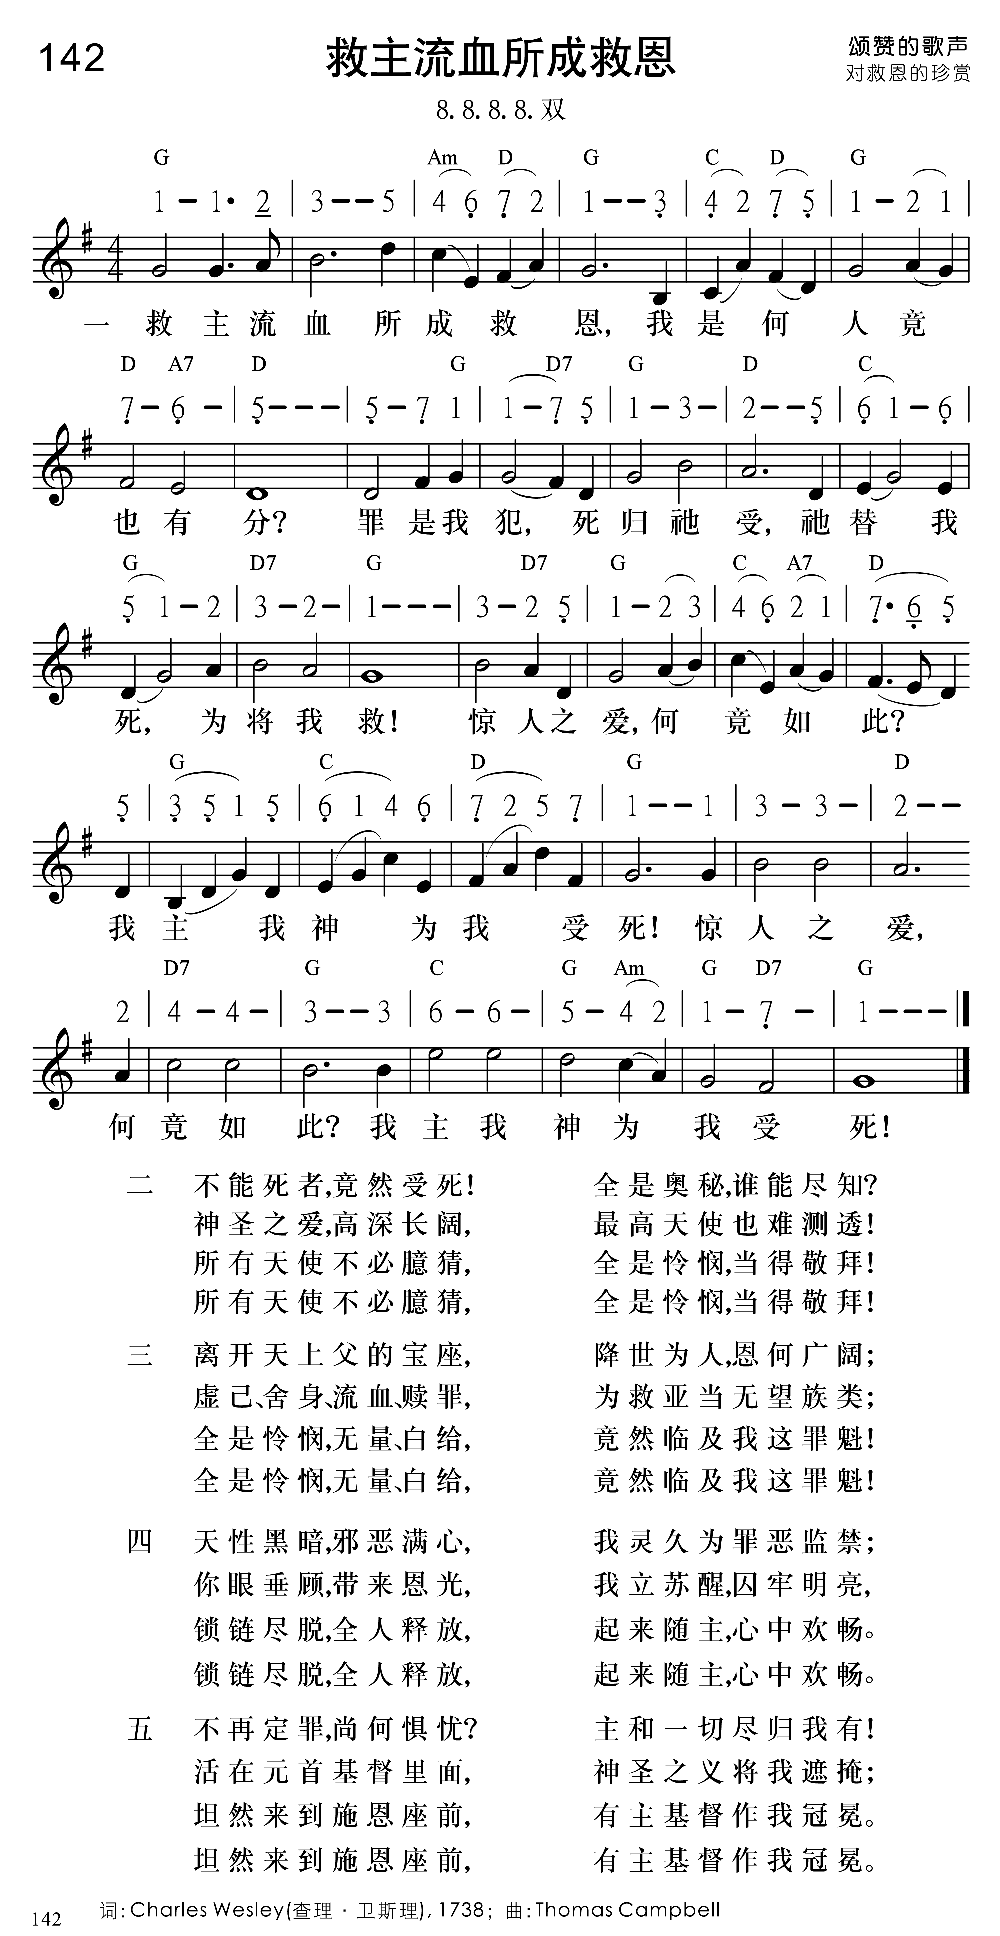 142
救主流血所成救恩
颂赞的歌声
对救恩的珍赏
8. 8. 8. 8. 双
G Am D G C D G
1 – 1· 2 | 3 – – 5 | 4 6 7 2 | 1 – – 3 | 4 2 7 5 | 1 – 2 1 |
一 救 主 流 血 所 成 救 恩, 我 是 何 人 竟
D A7 D G D7 G D C
7 – 6 – | 5 – – – | 5 – 7 1 | 1 – 7 5 | 1 – 3 – | 2 – – 5 | 6 1 – 6 |
也 有 分? 罪 是 我 犯, 死 归 祂 受, 祂 替 我
G D7 G D7 G C A7 D
5 1 – 2 | 3 – 2 – | 1 – – – | 3 – 2 5 | 1 – 2 3 | 4 6 2 1 | 7· 6 5
死, 为 将 我 救! 惊 人 之 爱, 何 竟 如 此?
G C D G D
5 | 3 5 1 5 | 6 1 4 6 | 7 2 5 7 | 1 – – 1 | 3 – 3 – | 2 – –
我 主 我 神 为 我 受 死! 惊 人 之 爱,
D7 G C G Am G D7 G
2 | 4 – 4 – | 3 – – 3 | 6 – 6 – | 5 – 4 2 | 1 – 7 – | 1 – – – ‖
何 竟 如 此? 我 主 我 神 为 我 受 死!
二 不能死者,竟然受死! 全是奥秘,谁能尽知?
神圣之爱,高深长阔, 最高天使也难测透!
所有天使不必臆猜, 全是怜悯,当得敬拜!
所有天使不必臆猜, 全是怜悯,当得敬拜!
三 离开天上父的宝座, 降世为人,恩何广阔;
虚己、舍身、流血、赎罪, 为救亚当无望族类;
全是怜悯,无量、白给, 竟然临及我这罪魁!
全是怜悯,无量、白给, 竟然临及我这罪魁!
四 天性黑暗,邪恶满心, 我灵久为罪恶监禁;
你眼垂顾,带来恩光, 我立苏醒,囚牢明亮,
锁链尽脱,全人释放, 起来随主,心中欢畅。
锁链尽脱,全人释放, 起来随主,心中欢畅。
五 不再定罪,尚何惧忧? 主和一切尽归我有!
活在元首基督里面, 神圣之义将我遮掩;
坦然来到施恩座前, 有主基督作我冠冕。
坦然来到施恩座前, 有主基督作我冠冕。
词: Charles Wesley(查理 · 卫斯理), 1738; 曲: Thomas Campbell
142